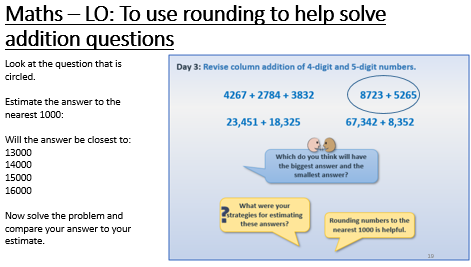 Maths – LO: To use rounding to help solve
addition questions
Look at the question that is
circled.
Estimate the answer to the
nearest 1000:
Will the answer be closest to:
13000
14000
15000
16000
Now solve the problem and
compare your answer to your
estimate.
Day 3: Revise column addition of 4-digit and 5-digit numbers.
4267 + 2784 + 3832
8723 + 5265
23,451 + 18,325
67,342 + 8,352
Which do you think will have
the biggest answer and the
smallest answer?
?
What were your
strategies for estimating
these answers?
Rounding numbers to the
nearest 1000 is helpful.